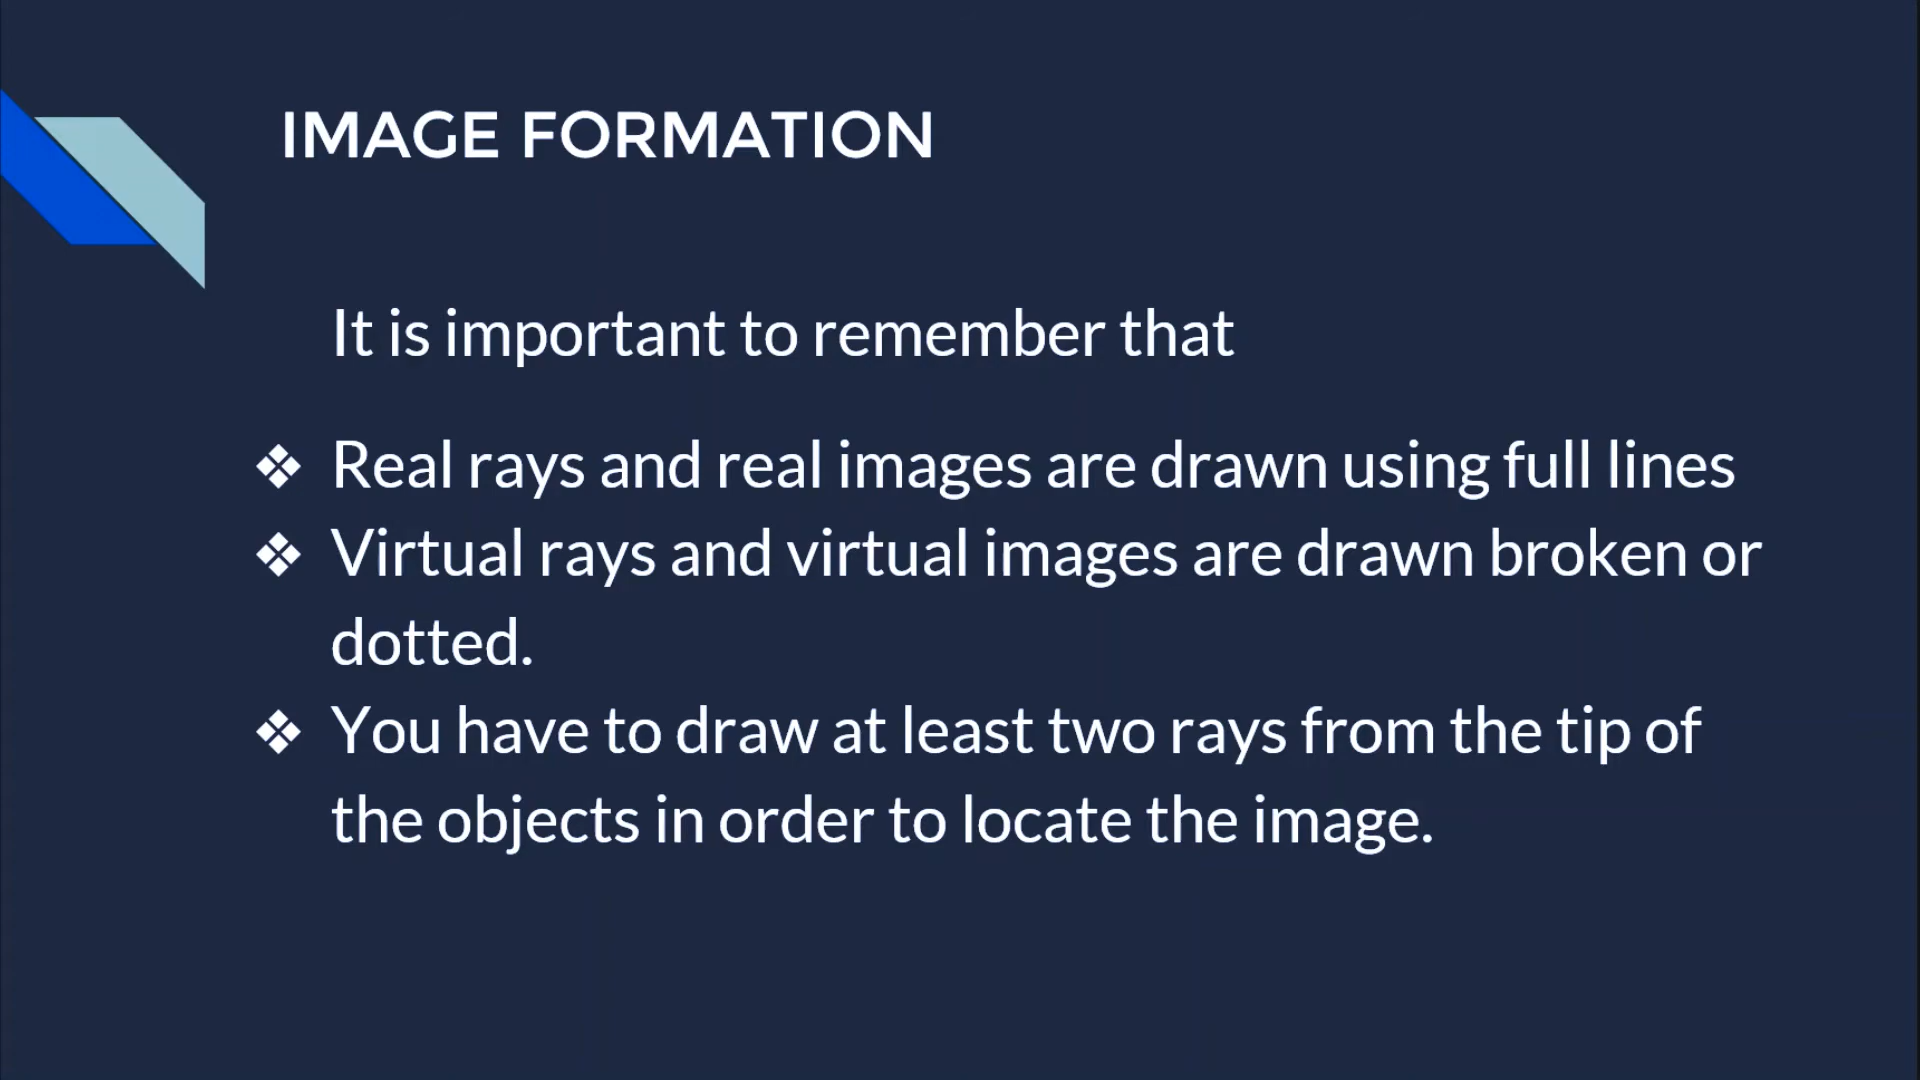 IMAGE FORMATION
It is important to remember that
❖ Real rays and real images are drawn using full lines
❖ Virtual rays and virtual images are drawn broken or
dotted.
❖ You have to draw at least two rays from the tip of
the objects in order to locate the image.